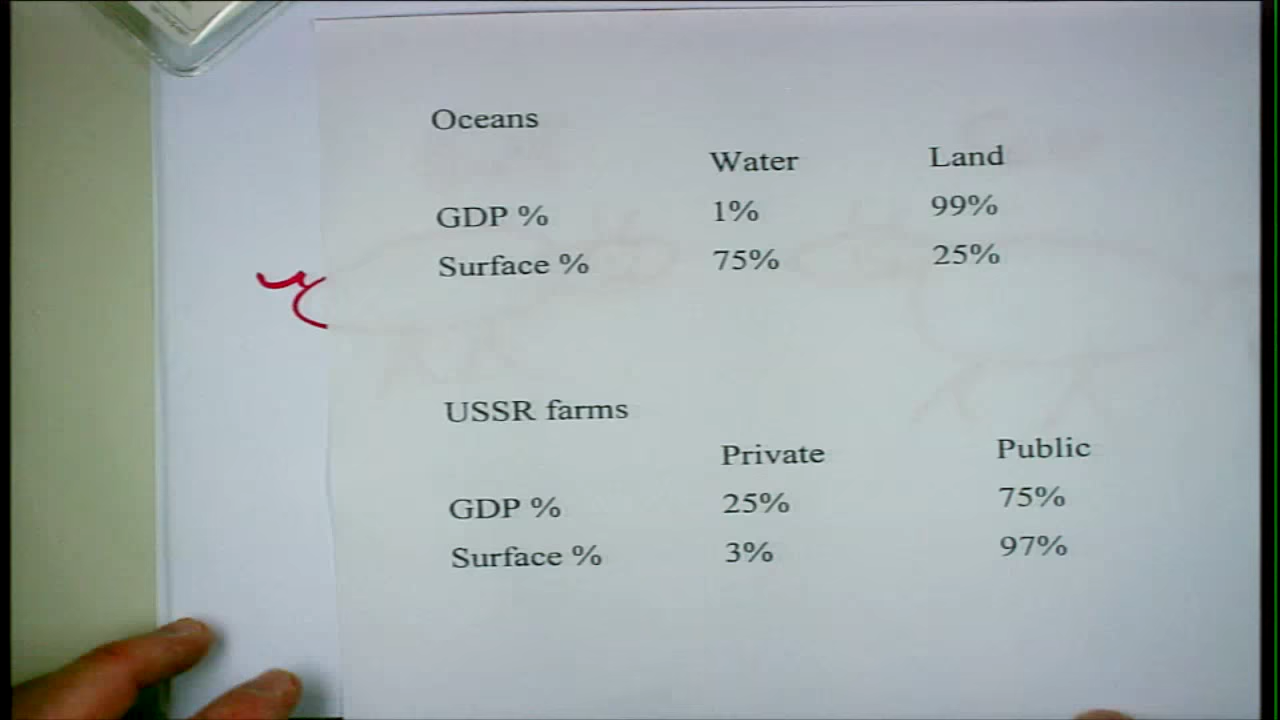 Oceans
Water Land
GDP % 1% 99%
Surface % 75% 25%
USSR farms
Private Public
GDP % 25% 75%
Surface % 3% 97%